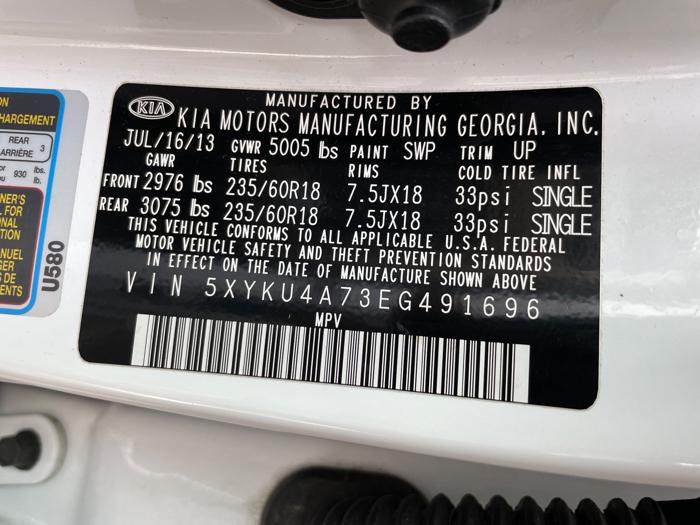 MANUFACTURED BY
KIA KIA MOTORS MANUFACTURING GEORGIA, INC.
JUL/16/13 GVWR 5005 lbs PAINT SWP TRIM UP
GAWR TIRES RIMS COLD TIRE INFL
FRONT 2976 lbs 235/60R18 7.5JX18 33psi SINGLE
REAR 3075 lbs 235/60R18 7.5JX18 33psi SINGLE
THIS VEHICLE CONFORMS TO ALL APPLICABLE U.S.A. FEDERAL
MOTOR VEHICLE SAFETY AND THEFT PREVENTION STANDARDS
IN EFFECT ON THE DATE OF MANUFACTURE SHOWN ABOVE
VIN 5XYKU4A73EG491696
MPV
REAR 3
930 lb.
U580